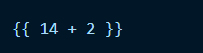 {{ 14 + 2 }}